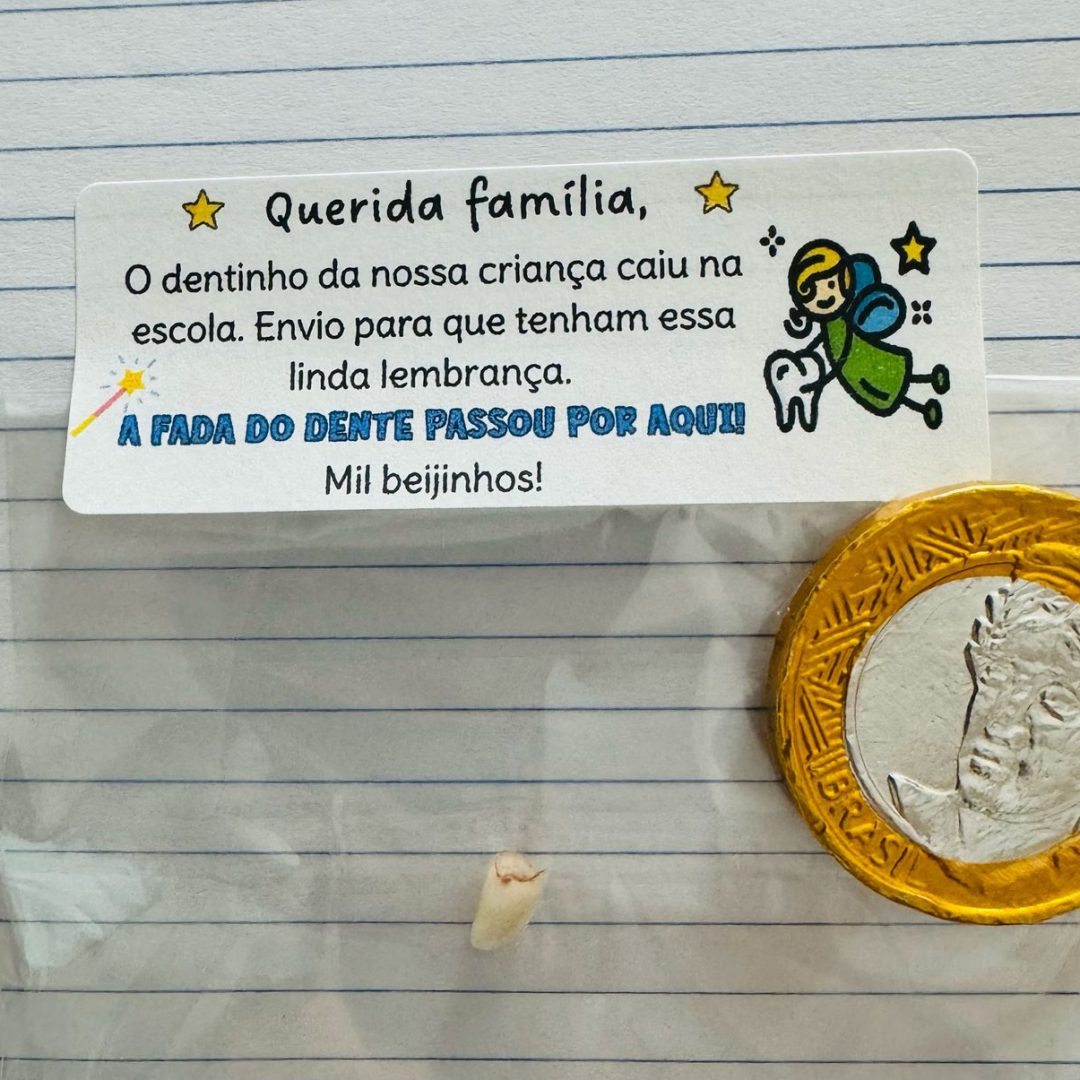 Querida família,
O dentinho da nossa criança caiu na
escola. Envio para que tenham essa
linda lembrança.
A FADA DO DENTE PASSOU POR AQUI!
Mil beijinhos!
BRASIL